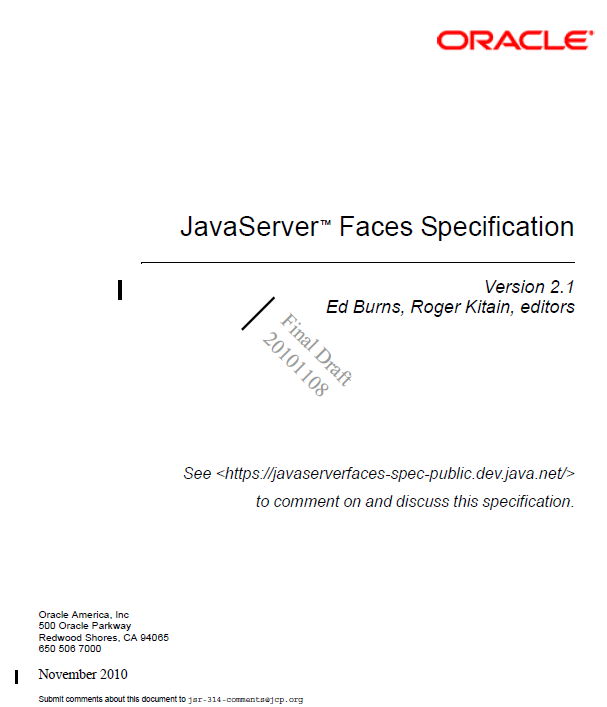 ORACLE®
JavaServer™ Faces Specification
Version 2.1
Ed Burns, Roger Kitain, editors
Final Draft
20101108
See <https://javaserverfaces-spec-public.dev.java.net/>
to comment on and discuss this specification.
Oracle America, Inc
500 Oracle Parkway
Redwood Shores, CA 94065
650 506 7000
November 2010
Submit comments about this document to jsr-314-comments@jcp.org